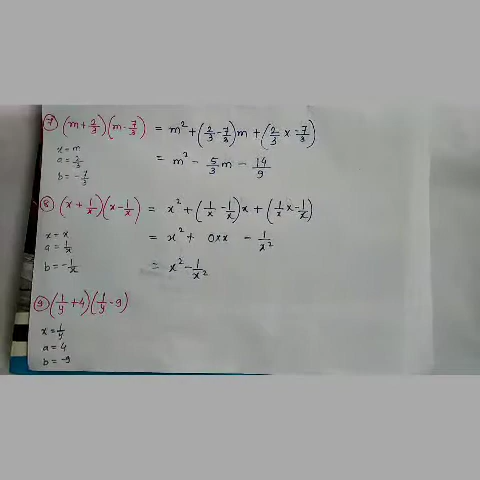 ⑦ (m + 2/3)(m - 7/3) = m² + (2/3 - 7/3)m + (2/3 x -7/3)
x = m
a = 2/3
b = -7/3
= m² - 5/3 m - 14/9
⑧ (x + 1/x)(x - 1/x) = x² + (1/x - 1/x)x + (1/x x -1/x)
x = x
a = 1/x
b = -1/x
= x² + 0xx - 1/x²
= x² - 1/x²
⑨ (1/y + 4)(1/y - 9)
x = 1/y
a = 4
b = -9